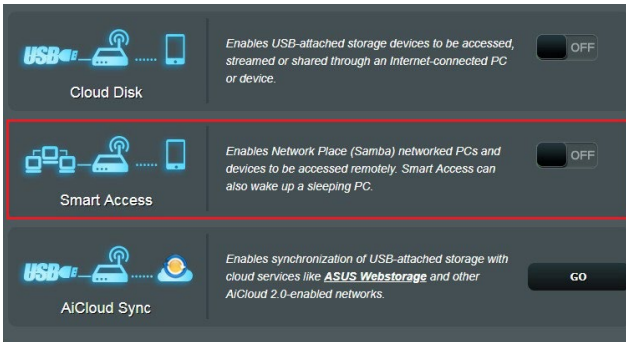 Enables USB-attached storage devices to be accessed,
streamed or shared through an Internet-connected PC
or device.
OFF
USB
Cloud Disk
Enables Network Place (Samba) networked PCs and
devices to be accessed remotely. Smart Access can
also wake up a sleeping PC.
OFF
Smart Access
Enables synchronization of USB-attached storage with
cloud services like ASUS Webstorage and other
AiCloud 2.0-enabled networks.
GO
USB
AiCloud Sync